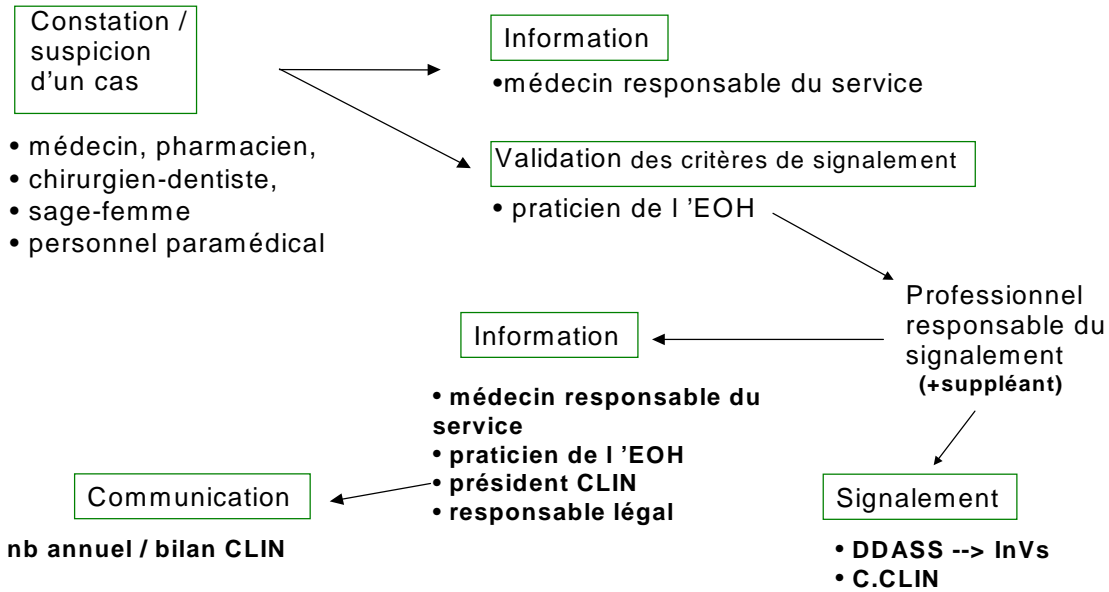 Constation /
suspicion
d'un cas
• médecin, pharmacien,
• chirurgien-dentiste,
• sage-femme
• personnel paramédical
Information
•médecin responsable du service
Validation des critères de signalement
• praticien de l ’EOH
Professionnel
responsable du
signalement
(+suppléant)
Information
• médecin responsable du
service
• praticien de l ’EOH
• président CLIN
• responsable légal
Communication
nb annuel / bilan CLIN
Signalement
• DDASS --> InVs
• C.CLIN